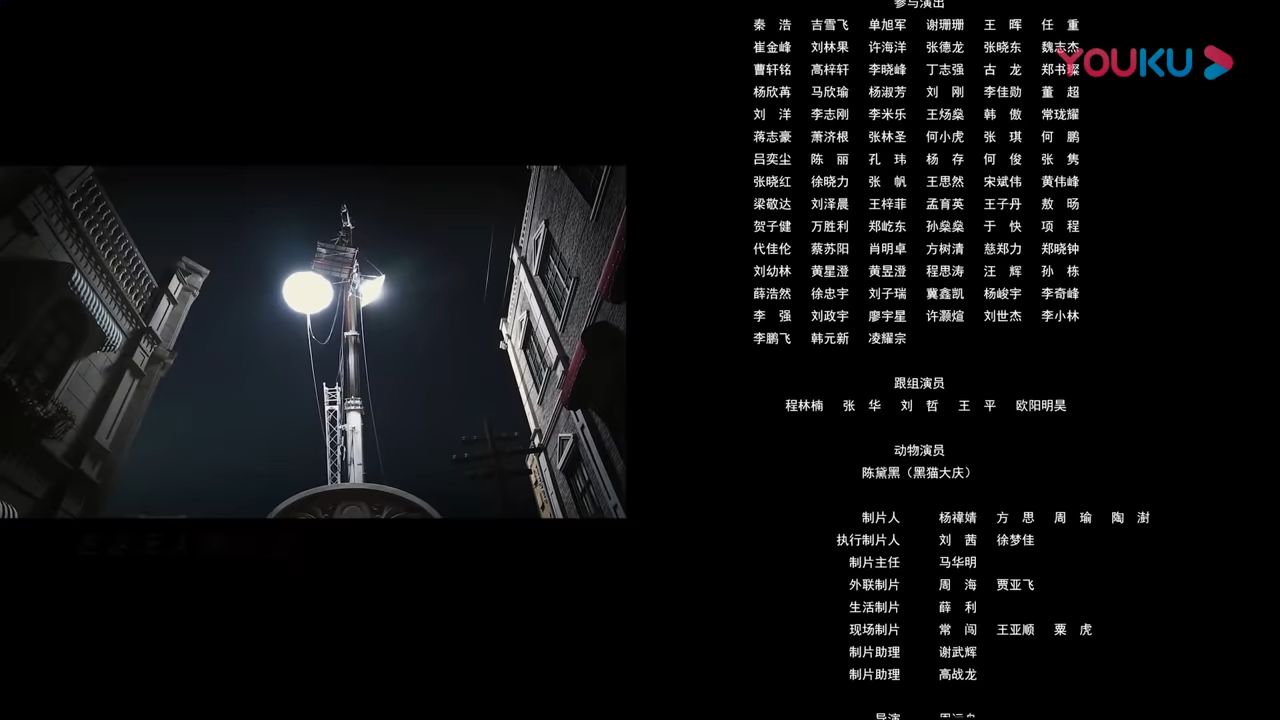 参与演出
秦 浩 吉雪飞 单旭军 谢珊珊 王 晖 任 重
崔金峰 刘林果 许海洋 张德龙 张晓东 魏志杰
YOUKU
曹轩铭 高梓轩 李晓峰 丁志强 古 龙 郑书璨
杨欣苒 马欣瑜 杨淑芳 刘 刚 李佳勋 董 超
刘 洋 李志刚 李米乐 王炀燊 韩 傲 常珑耀
蒋志豪 萧济根 张林圣 何小虎 张 琪 何 鹏
吕奕尘 陈 丽 孔 玮 杨 存 何 俊 张 隽
张晓红 徐晓力 张 帆 王思然 宋斌伟 黄伟峰
梁敬达 刘泽晨 王梓菲 孟育英 王子丹 敖 旸
贺子健 万胜利 郑屹东 孙燊燊 于 快 项 程
代佳伦 蔡苏阳 肖明卓 方树清 慈郑力 郑晓钟
刘幼林 黄星澄 黄昱澄 程思涛 汪 辉 孙 栋
薛浩然 徐忠宇 刘子瑞 冀鑫凯 杨峻宇 李奇峰
李 强 刘政宇 廖宇星 许灏煊 刘世杰 李小林
李鹏飞 韩元新 凌耀宗
跟组演员
程林楠 张 华 刘 哲 王 平 欧阳明昊
动物演员
陈黛黑（黑猫大庆）
制片人 杨襑婧 方 思 周 瑜 陶 澍
执行制片人 刘 茜 徐梦佳
制片主任 马华明
外联制片 周 海 贾亚飞
生活制片 薛 利
现场制片 常 闯 王亚顺 粟 虎
制片助理 谢武辉
制片助理 高战龙
导演 周远舟